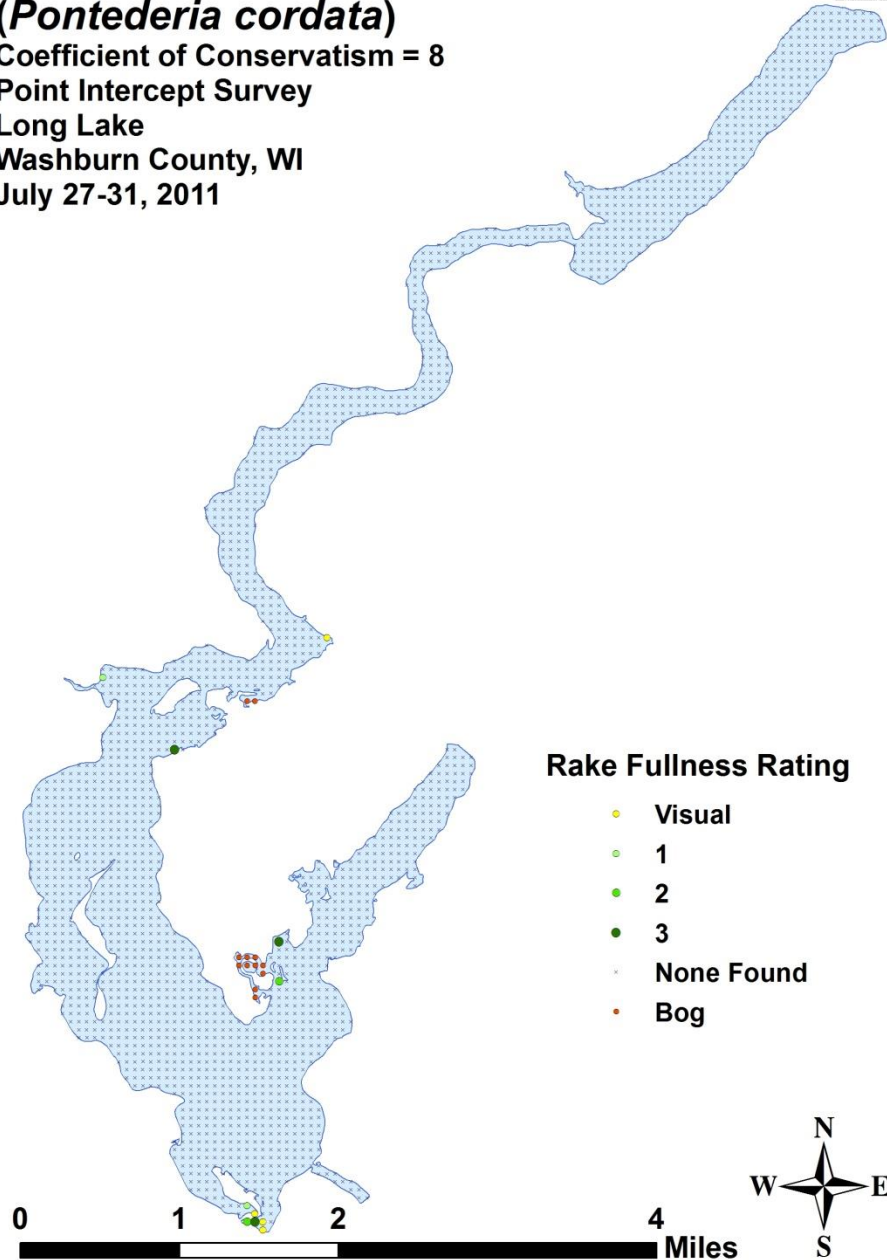 (Pontederia cordata)
Coefficient of Conservatism = 8
Point Intercept Survey
Long Lake
Washburn County, WI
July 27-31, 2011
Rake Fullness Rating
Visual
1
2
3
None Found
Bog
N
W E
S
0 1 2 4
Miles